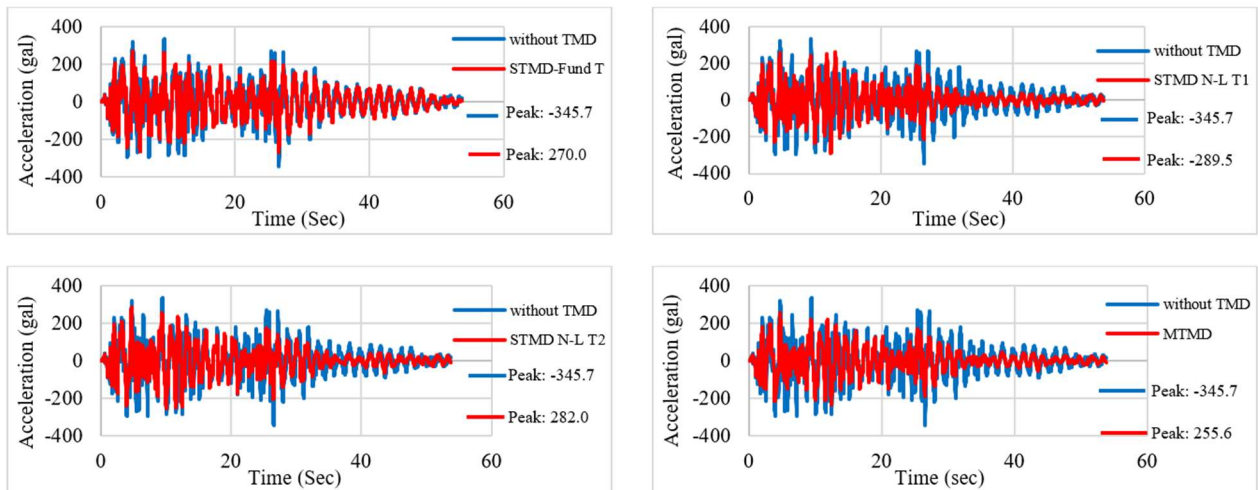 Acceleration (gal)
400
200
0
-200
-400
0
20
40
60
Time (Sec)
without TMD
STMD-Fund T
Peak: -345.7
Peak: 270.0
Acceleration (gal)
400
200
0
-200
-400
0
20
40
60
Time (Sec)
without TMD
STMD N-L T1
Peak: -345.7
Peak: -289.5
Acceleration (gal)
400
200
0
-200
-400
0
20
40
60
Time (Sec)
without TMD
STMD N-L T2
Peak: -345.7
Peak: 282.0
Acceleration (gal)
400
200
0
-200
-400
0
20
40
60
Time (sec)
without TMD
MTMD
Peak: -345.7
Peak: 255.6